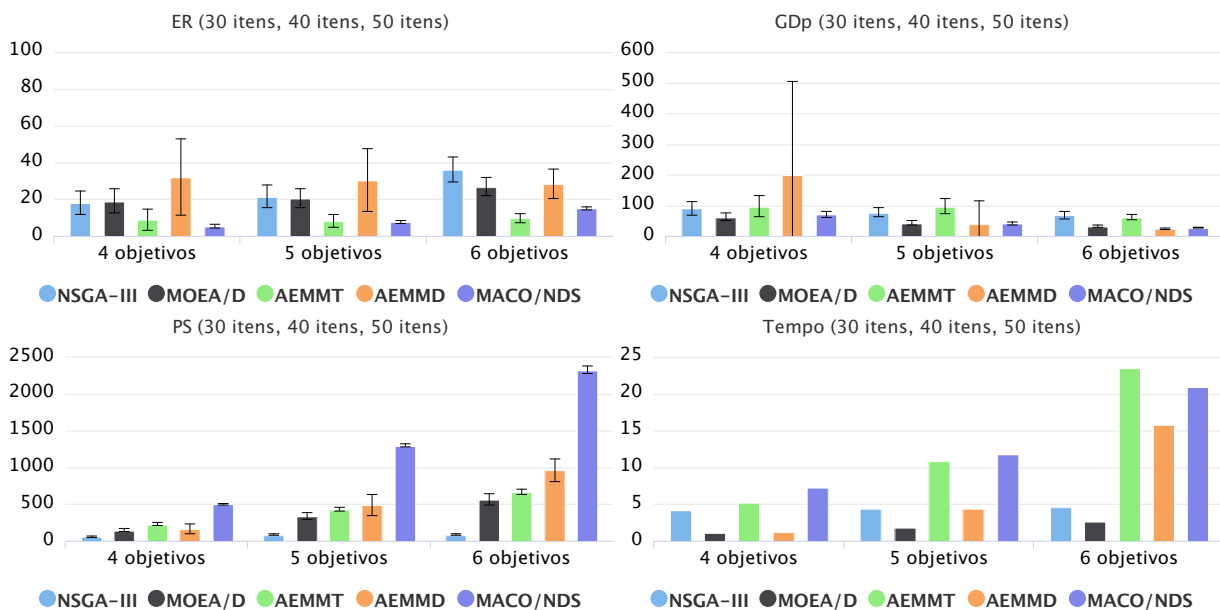 ER (30 itens, 40 itens, 50 itens)
100
80
60
40
20
0
4 objetivos 5 objetivos 6 objetivos
NSGA-III MOEA/D AEMMT AEMMD MACO/NDS
GDp (30 itens, 40 itens, 50 itens)
600
500
400
300
200
100
0
4 objetivos 5 objetivos 6 objetivos
NSGA-III MOEA/D AEMMT AEMMD MACO/NDS
PS (30 itens, 40 itens, 50 itens)
2500
2000
1500
1000
500
0
4 objetivos 5 objetivos 6 objetivos
NSGA-III MOEA/D AEMMT AEMMD MACO/NDS
Tempo (30 itens, 40 itens, 50 itens)
25
20
15
10
5
0
4 objetivos 5 objetivos 6 objetivos
NSGA-III MOEA/D AEMMT AEMMD MACO/NDS